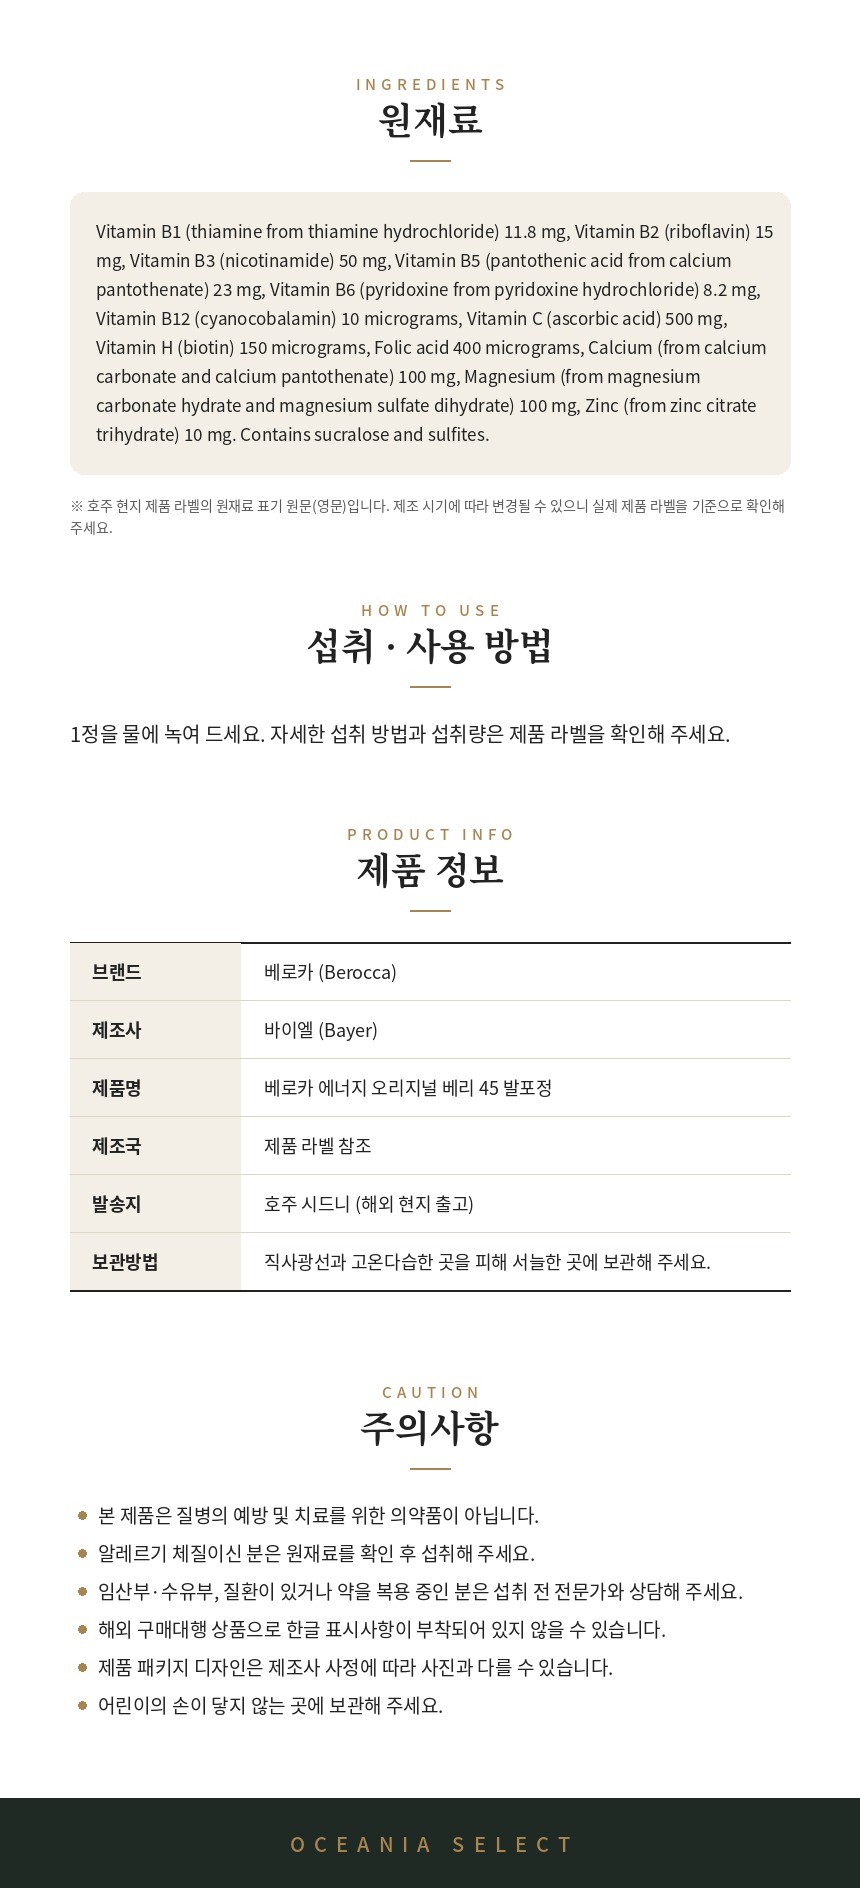 INGREDIENTS
원재료
Vitamin B1 (thiamine from thiamine hydrochloride) 11.8 mg, Vitamin B2 (riboflavin) 15
mg, Vitamin B3 (nicotinamide) 50 mg, Vitamin B5 (pantothenic acid from calcium
pantothenate) 23 mg, Vitamin B6 (pyridoxine from pyridoxine hydrochloride) 8.2 mg,
Vitamin B12 (cyanocobalamin) 10 micrograms, Vitamin C (ascorbic acid) 500 mg,
Vitamin H (biotin) 150 micrograms, Folic acid 400 micrograms, Calcium (from calcium
carbonate and calcium pantothenate) 100 mg, Magnesium (from magnesium
carbonate hydrate and magnesium sulfate dihydrate) 100 mg, Zinc (from zinc citrate
trihydrate) 10 mg. Contains sucralose and sulfites.
※ 호주 현지 제품 라벨의 원재료 표기 원문(영문)입니다. 제조 시기에 따라 변경될 수 있으니 실제 제품 라벨을 기준으로 확인해
주세요.
HOW TO USE
섭취 · 사용 방법
1정을 물에 녹여 드세요. 자세한 섭취 방법과 섭취량은 제품 라벨을 확인해 주세요.
PRODUCT INFO
제품 정보
브랜드 베로카 (Berocca)
제조사 바이엘 (Bayer)
제품명 베로카 에너지 오리지널 베리 45 발포정
제조국 제품 라벨 참조
발송지 호주 시드니 (해외 현지 출고)
보관방법 직사광선과 고온다습한 곳을 피해 서늘한 곳에 보관해 주세요.
CAUTION
주의사항
본 제품은 질병의 예방 및 치료를 위한 의약품이 아닙니다.
알레르기 체질이신 분은 원재료를 확인 후 섭취해 주세요.
임산부·수유부, 질환이 있거나 약을 복용 중인 분은 섭취 전 전문가와 상담해 주세요.
해외 구매대행 상품으로 한글 표시사항이 부착되어 있지 않을 수 있습니다.
제품 패키지 디자인은 제조사 사정에 따라 사진과 다를 수 있습니다.
어린이의 손이 닿지 않는 곳에 보관해 주세요.
OCEANIA SELECT